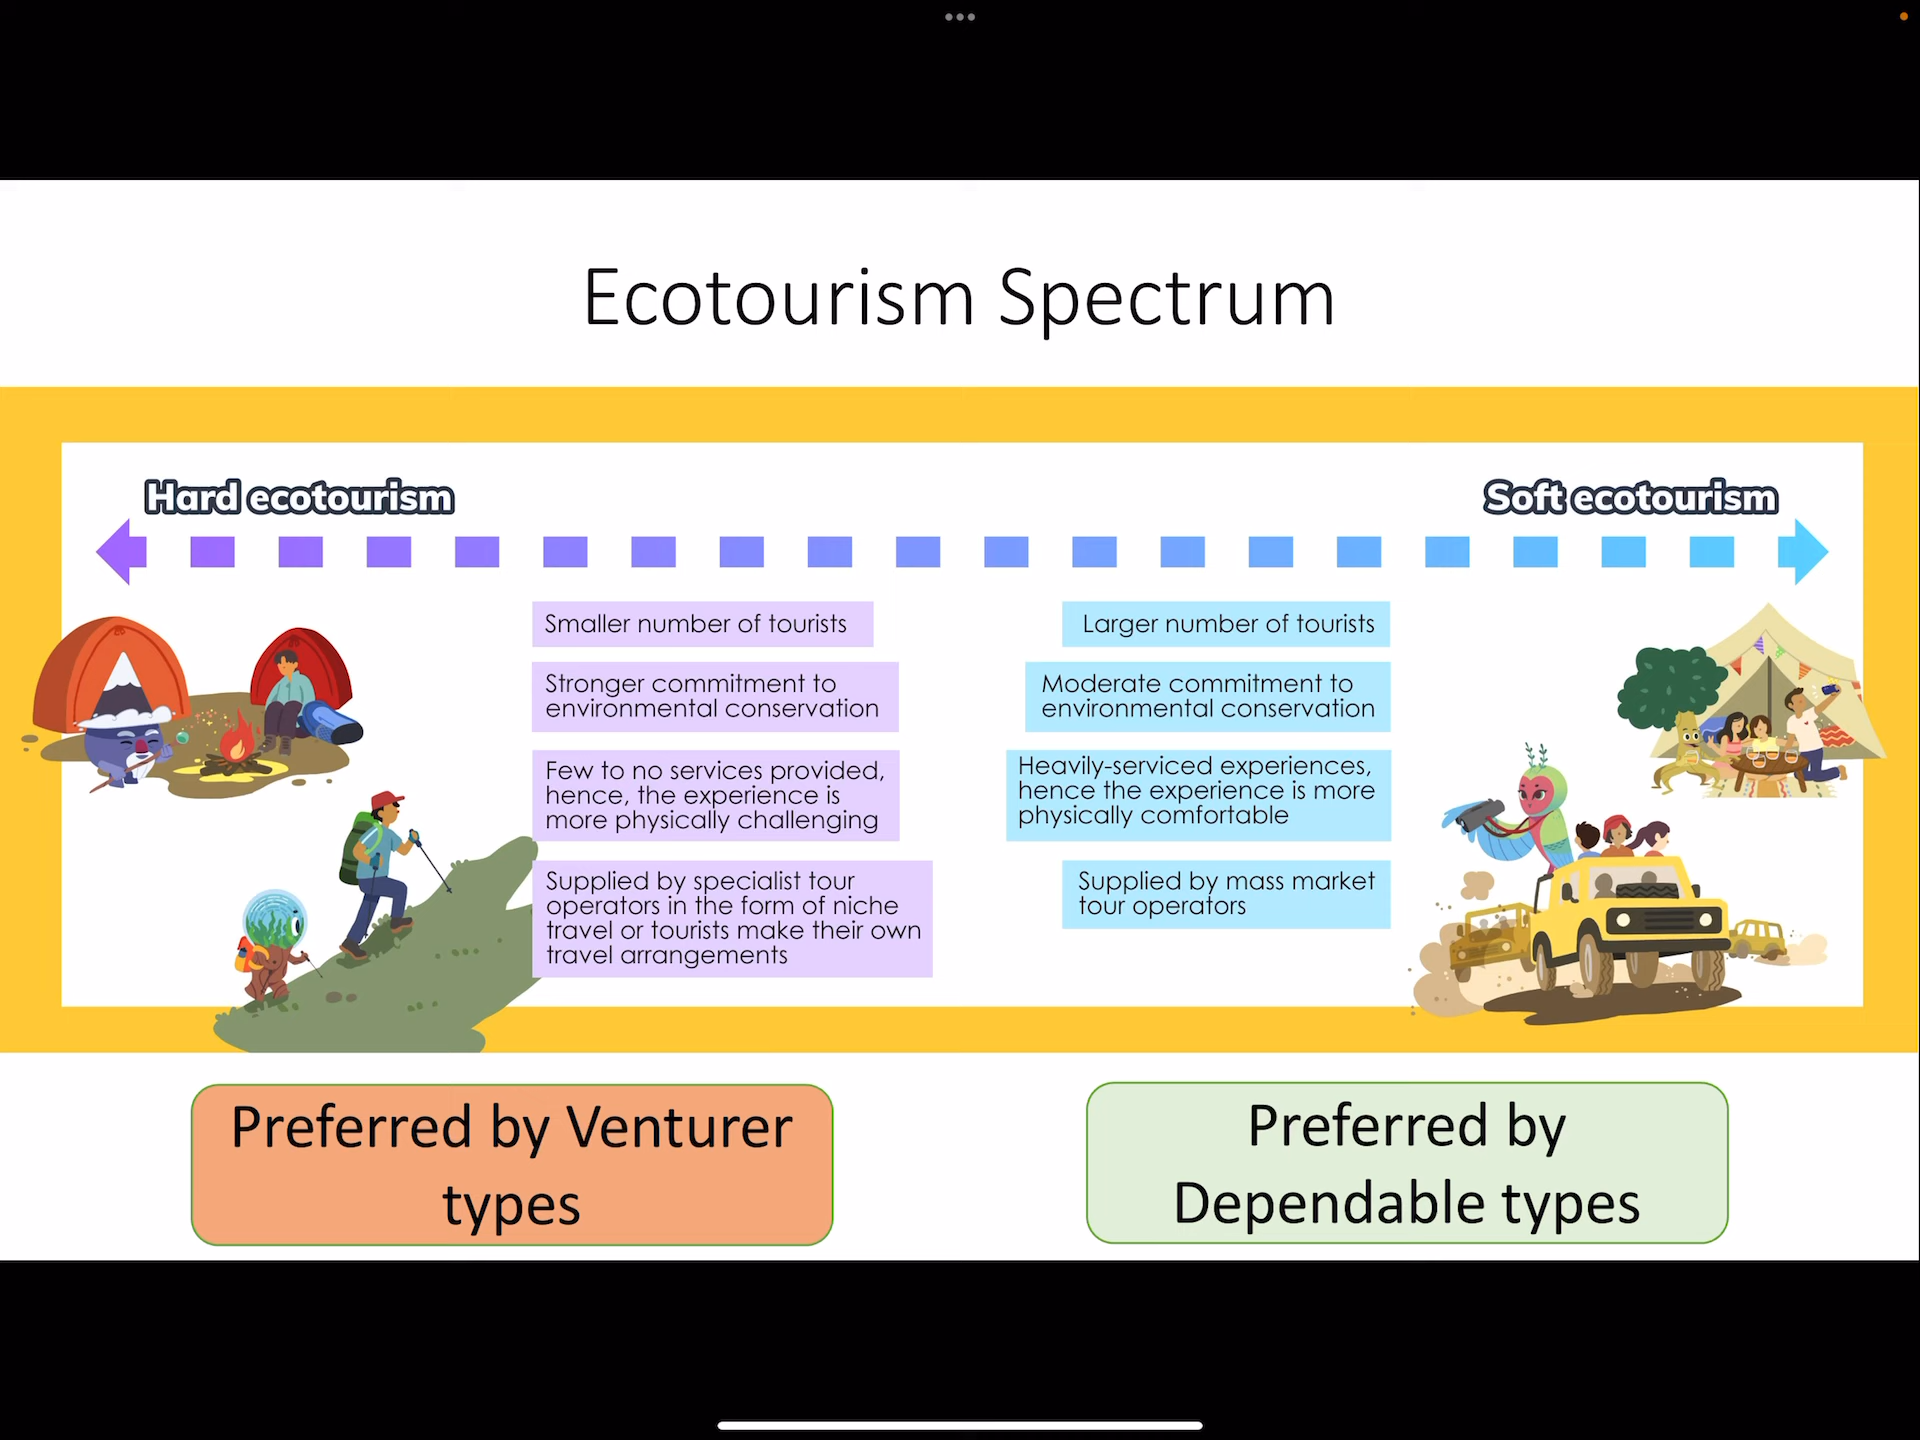 Ecotourism Spectrum
Hard ecotourism
Soft ecotourism
Smaller number of tourists
Stronger commitment to
environmental conservation
Few to no services provided,
hence, the experience is
more physically challenging
Supplied by specialist tour
operators in the form of niche
travel or tourists make their own
travel arrangements
Larger number of tourists
Moderate commitment to
environmental conservation
Heavily-serviced experiences,
hence the experience is more
physically comfortable
Supplied by mass market
tour operators
Preferred by Venturer
types
Preferred by
Dependable types